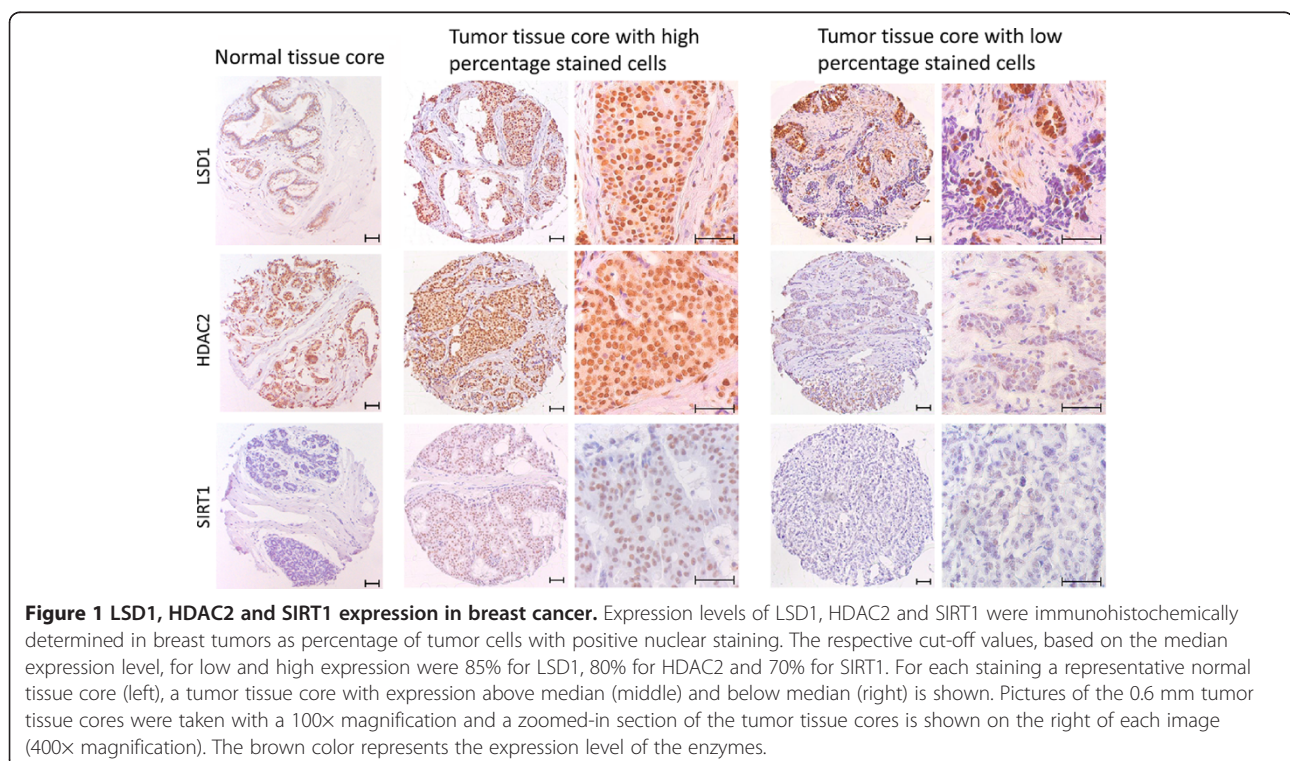 Normal tissue core
Tumor tissue core with high
percentage stained cells
Tumor tissue core with low
percentage stained cells
LSD1
HDAC2
SIRT1
Figure 1 LSD1, HDAC2 and SIRT1 expression in breast cancer. Expression levels of LSD1, HDAC2 and SIRT1 were immunohistochemically
determined in breast tumors as percentage of tumor cells with positive nuclear staining. The respective cut-off values, based on the median
expression level, for low and high expression were 85% for LSD1, 80% for HDAC2 and 70% for SIRT1. For each staining a representative normal
tissue core (left), a tumor tissue core with expression above median (middle) and below median (right) is shown. Pictures of the 0.6 mm tumor
tissue cores were taken with a 100× magnification and a zoomed-in section of the tumor tissue cores is shown on the right of each image
(400× magnification). The brown color represents the expression level of the enzymes.